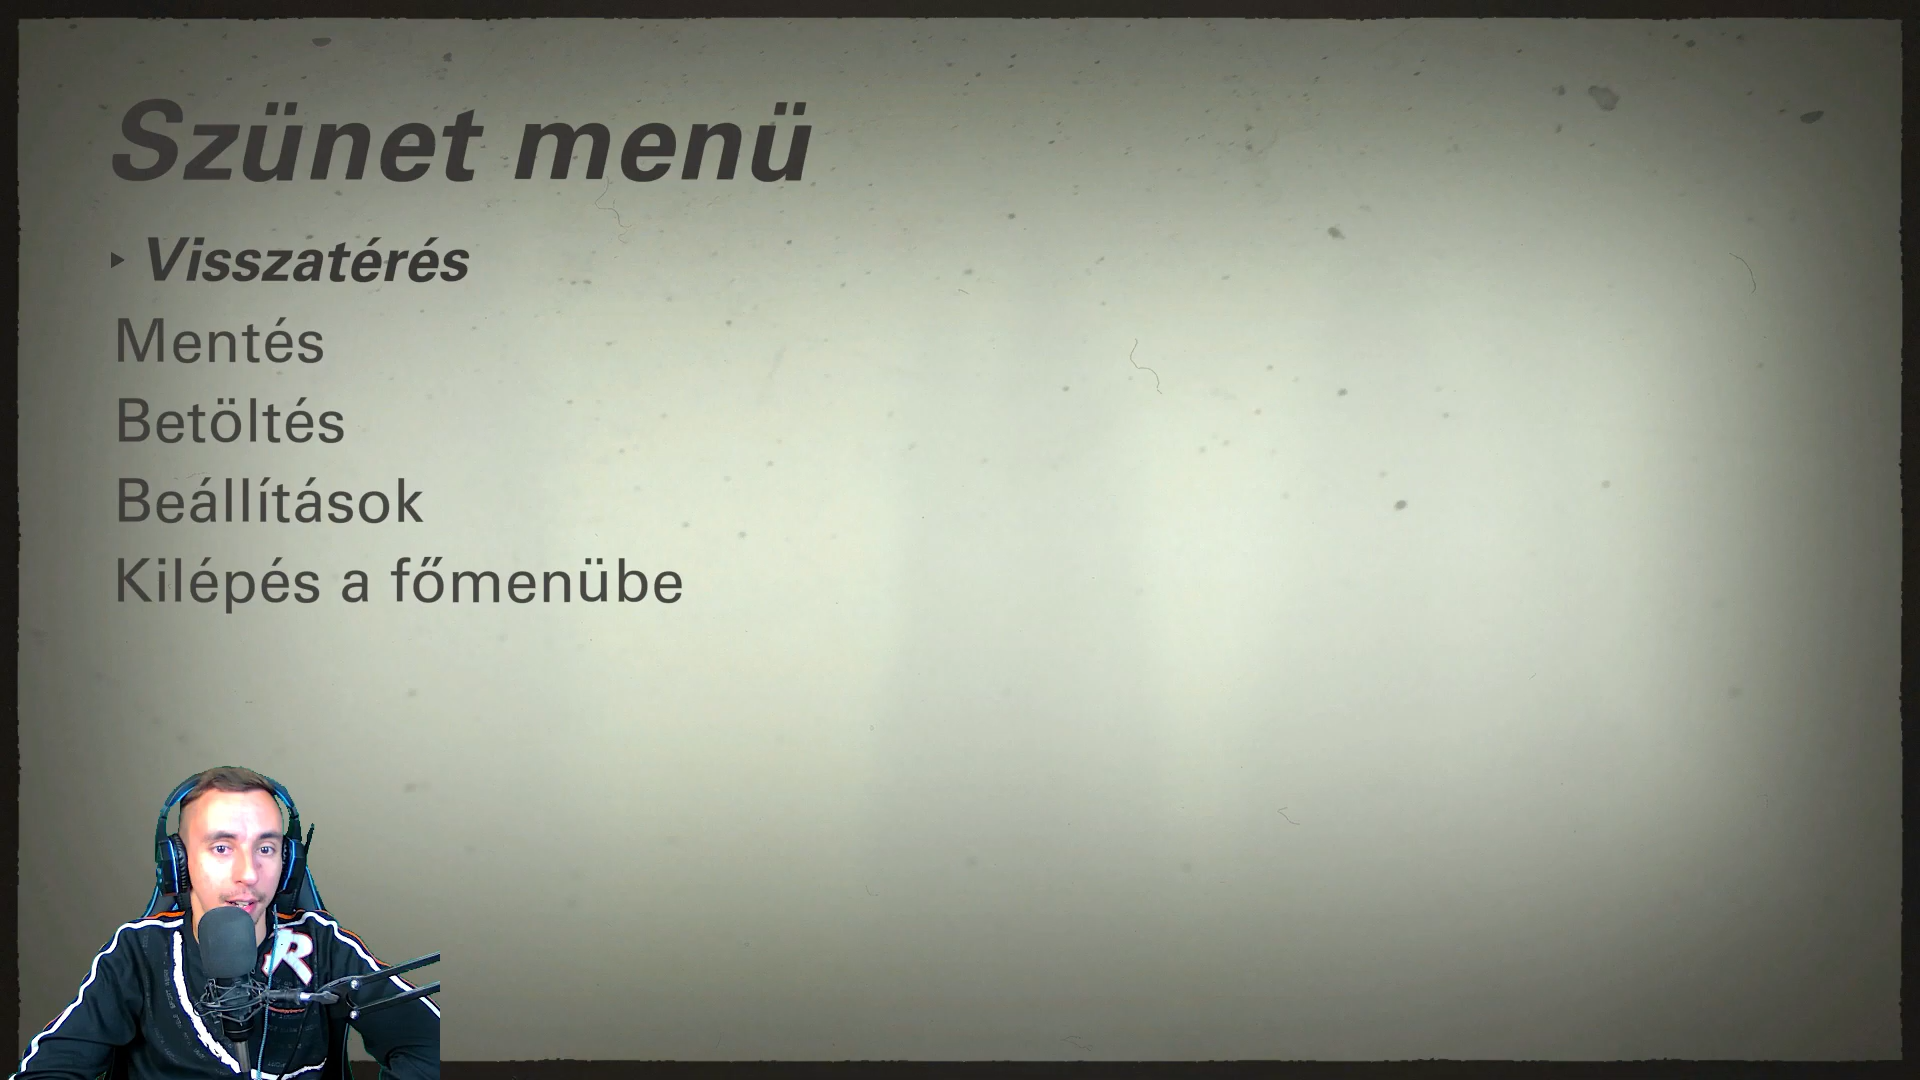 Szünet menü
Visszatérés
Mentés
Betöltés
Beállítások
Kilépés a főmenübe
R